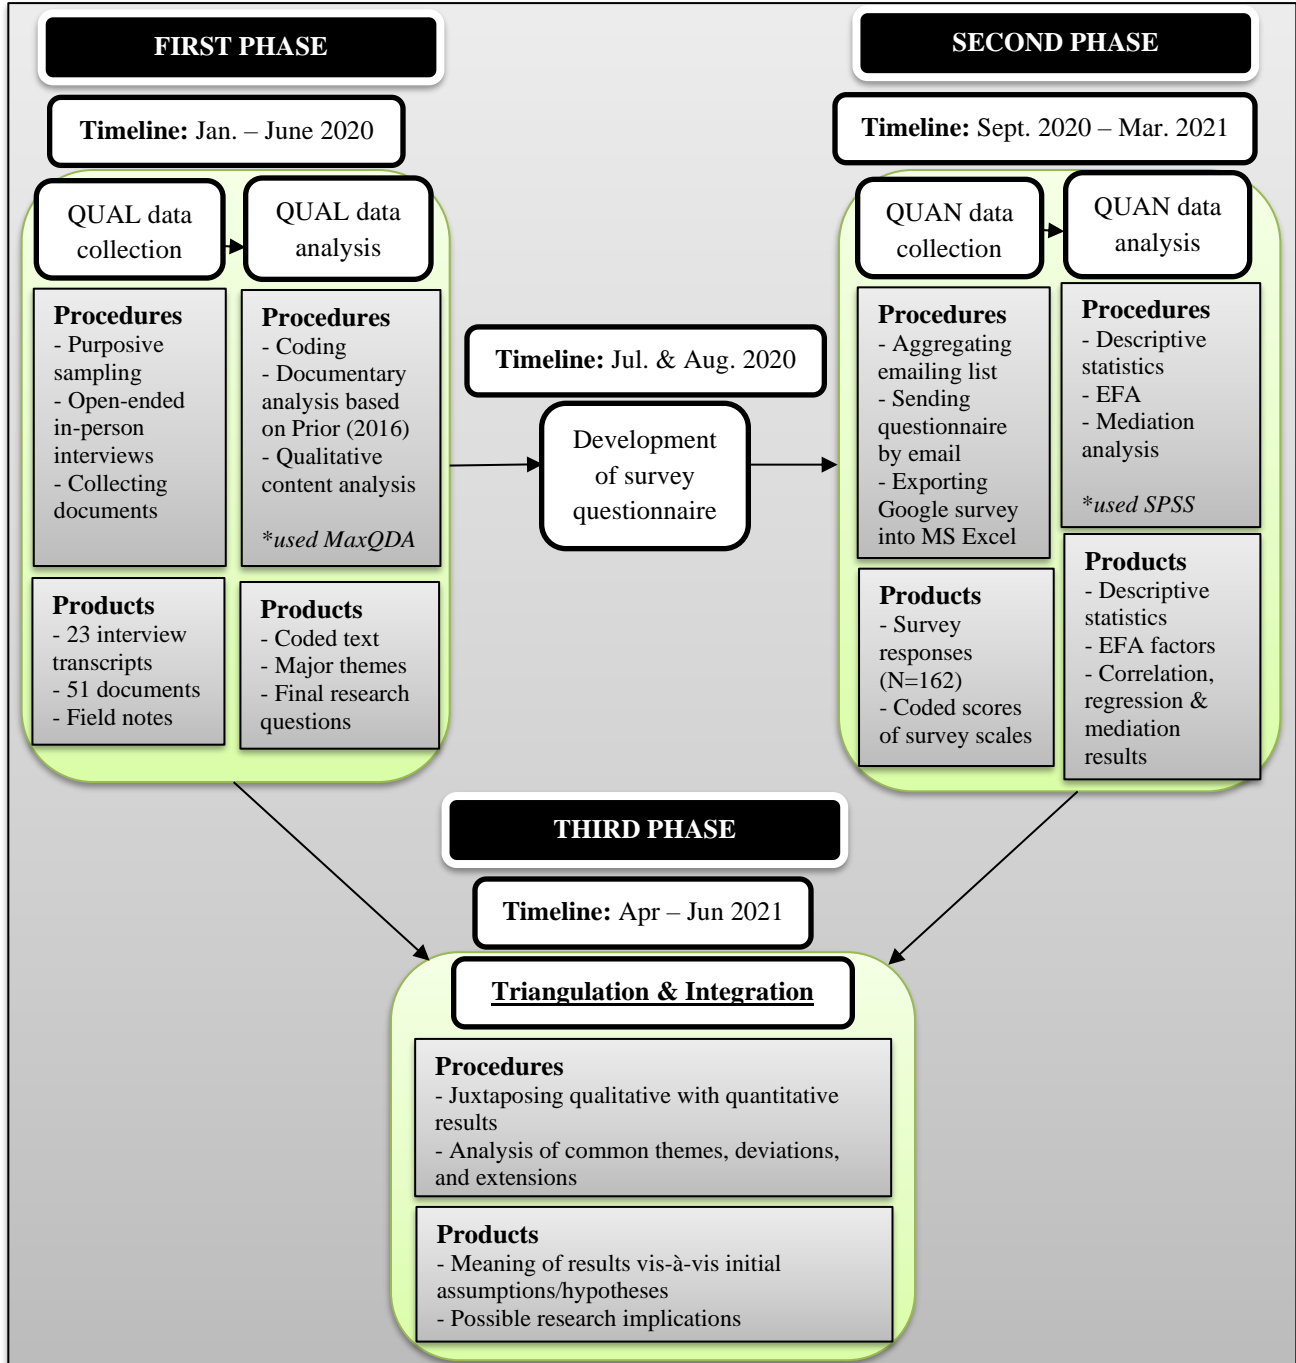 FIRST PHASE
Timeline: Jan. – June 2020
QUAL data
collection
QUAL data
analysis
Procedures
- Purposive
sampling
- Open-ended
in-person
interviews
- Collecting
documents
Procedures
- Coding
- Documentary
analysis based
on Prior (2016)
- Qualitative
content analysis
*used MaxQDA
Products
- 23 interview
transcripts
- 51 documents
- Field notes
Products
- Coded text
- Major themes
- Final research
questions
Timeline: Jul. & Aug. 2020
Development
of survey
questionnaire
SECOND PHASE
Timeline: Sept. 2020 – Mar. 2021
QUAN data
collection
QUAN data
analysis
Procedures
- Aggregating
emailing list
- Sending
questionnaire
by email
- Exporting
Google survey
into MS Excel
Procedures
- Descriptive
statistics
- EFA
- Mediation
analysis
*used SPSS
Products
- Survey
responses
(N=162)
- Coded scores
of survey scales
Products
- Descriptive
statistics
- EFA factors
- Correlation,
regression &
mediation
results
THIRD PHASE
Timeline: Apr – Jun 2021
Triangulation & Integration
Procedures
- Juxtaposing qualitative with quantitative
results
- Analysis of common themes, deviations,
and extensions
Products
- Meaning of results vis-à-vis initial
assumptions/hypotheses
- Possible research implications